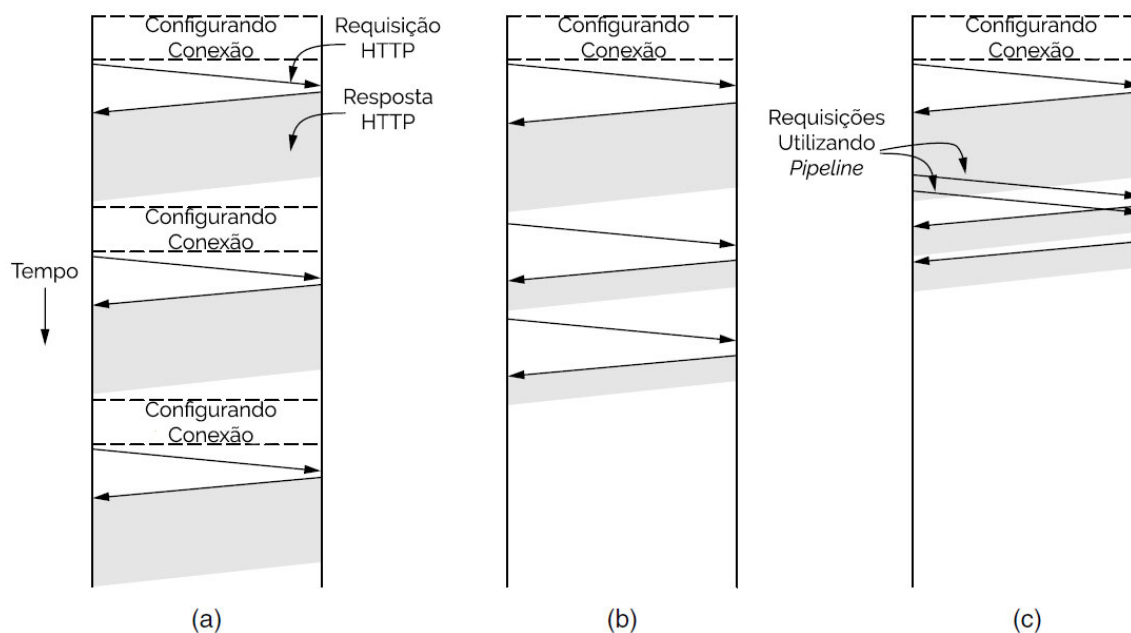 Configurando
Conexão
Requisição
HTTP
Resposta
HTTP
Configurando
Conexão
Tempo
Configurando
Conexão
(a)
Configurando
Conexão
(b)
Configurando
Conexão
Requisições
Utilizando
Pipeline
(c)